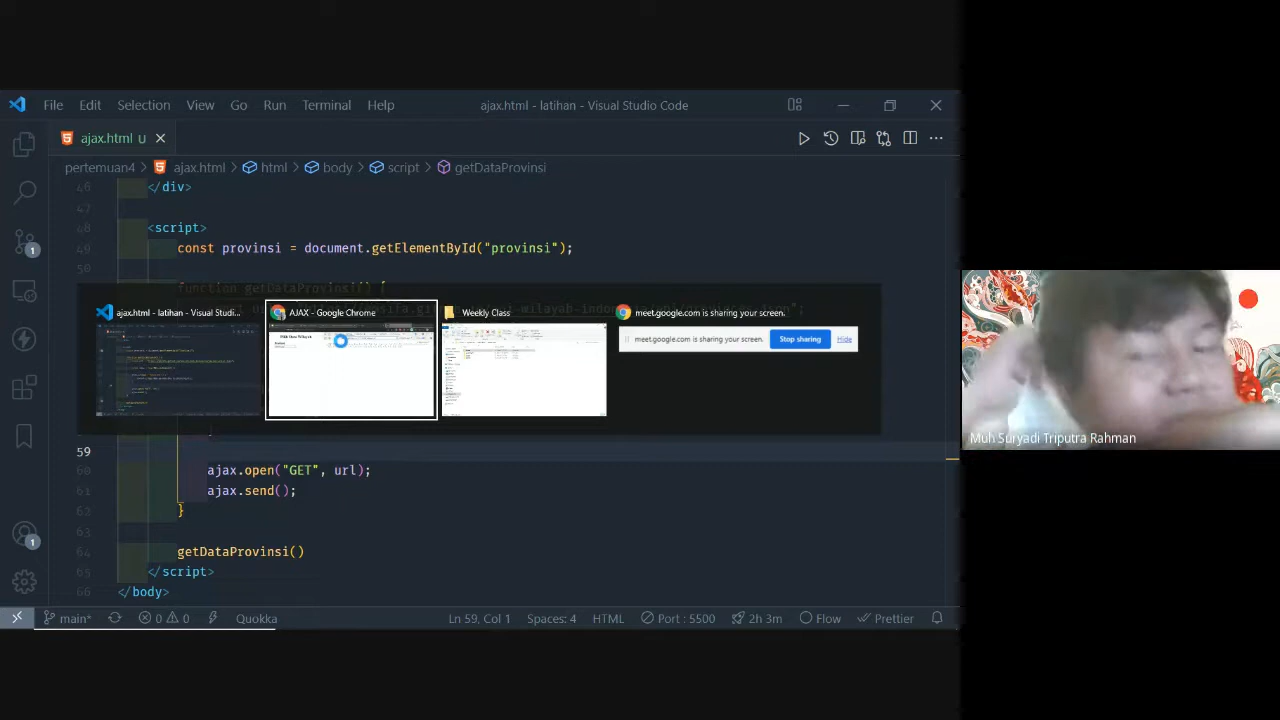 File Edit Selection View Go Run Terminal Help ajax.html - latihan - Visual Studio Code
ajax.html U
pertemuan4 > ajax.html > html > body > script > getDataProvinsi
46 </div>
47
48 <script>
49 const provinsi = document.getElementById("provinsi");
50
function getDataProvinsi() {
ajax.html - latihan - Visual Studi...
AJAX - Google Chrome
Weekly Class
meet.google.com is sharing your screen.
meet.google.com is sharing your screen. Stop sharing Hide
59
60 ajax.open("GET", url);
61 ajax.send();
62 }
63
64 getDataProvinsi()
65 </script>
66 </body>
main* 0 0 Quokka Ln 59, Col 1 Spaces: 4 HTML Port : 5500 2h 3m Flow Prettier
1
1
Muh Suryadi Triputra Rahman